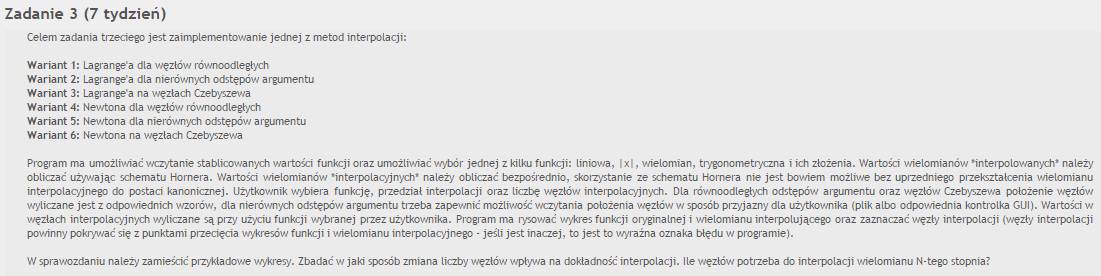 Zadanie 3 (7 tydzień)
Celem zadania trzeciego jest zaimplementowanie jednej z metod interpolacji:
Wariant 1: Lagrange'a dla węzłów równoodległych
Wariant 2: Lagrange'a dla nierównych odstępów argumentu
Wariant 3: Lagrange'a na węzłach Czebyszewa
Wariant 4: Newtona dla węzłów równoodległych
Wariant 5: Newtona dla nierównych odstępów argumentu
Wariant 6: Newtona na węzłach Czebyszewa
Program ma umożliwiać wczytanie stablicowanych wartości funkcji oraz umożliwiać wybór jednej z kilku funkcji: liniowa, |x|, wielomian, trygonometryczna i ich złożenia. Wartości wielomianów *interpolowanych* należy
obliczać używając schematu Hornera. Wartości wielomianów *interpolacyjnych* należy obliczać bezpośrednio, skorzystanie ze schematu Hornera nie jest bowiem możliwe bez uprzedniego przekształcenia wielomianu
interpolacyjnego do postaci kanonicznej. Użytkownik wybiera funkcję, przedział interpolacji oraz liczbę węzłów interpolacyjnych. Dla równoodległych odstępów argumentu oraz węzłów Czebyszewa położenie węzłów
wyliczane jest z odpowiednich wzorów, dla nierównych odstępów argumentu trzeba zapewnić możliwość wczytania położenia węzłów w sposób przyjazny dla użytkownika (plik albo odpowiednia kontrolka GUI). Wartości w
węzłach interpolacyjnych wyliczane są przy użyciu funkcji wybranej przez użytkownika. Program ma rysować wykres funkcji oryginalnej i wielomianu interpolującego oraz zaznaczać węzły interpolacji (węzły interpolacji
powinny pokrywać się z punktami przecięcia wykresów funkcji i wielomianu interpolacyjnego - jeśli jest inaczej, to jest to wyraźna oznaka błędu w programie).
W sprawozdaniu należy zamieścić przykładowe wykresy. Zbadać w jaki sposób zmiana liczby węzłów wpływa na dokładność interpolacji. Ile węzłów potrzeba do interpolacji wielomianu N-tego stopnia?